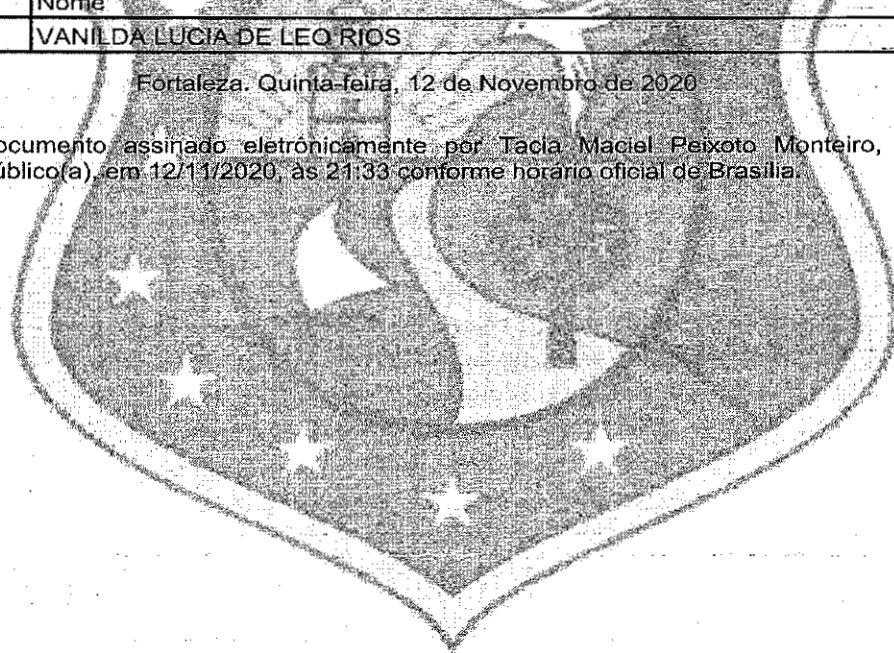 Nome
VANILDA LUCIA DE LEO RIOS
Fortaleza. Quinta-feira, 12 de Novembro de 2020
ocumento assinado eletrônicamente por Tacia Maciel Peixoto Monteiro,
úblico(a), em 12/11/2020, às 21:33 conforme horário oficial de Brasília.